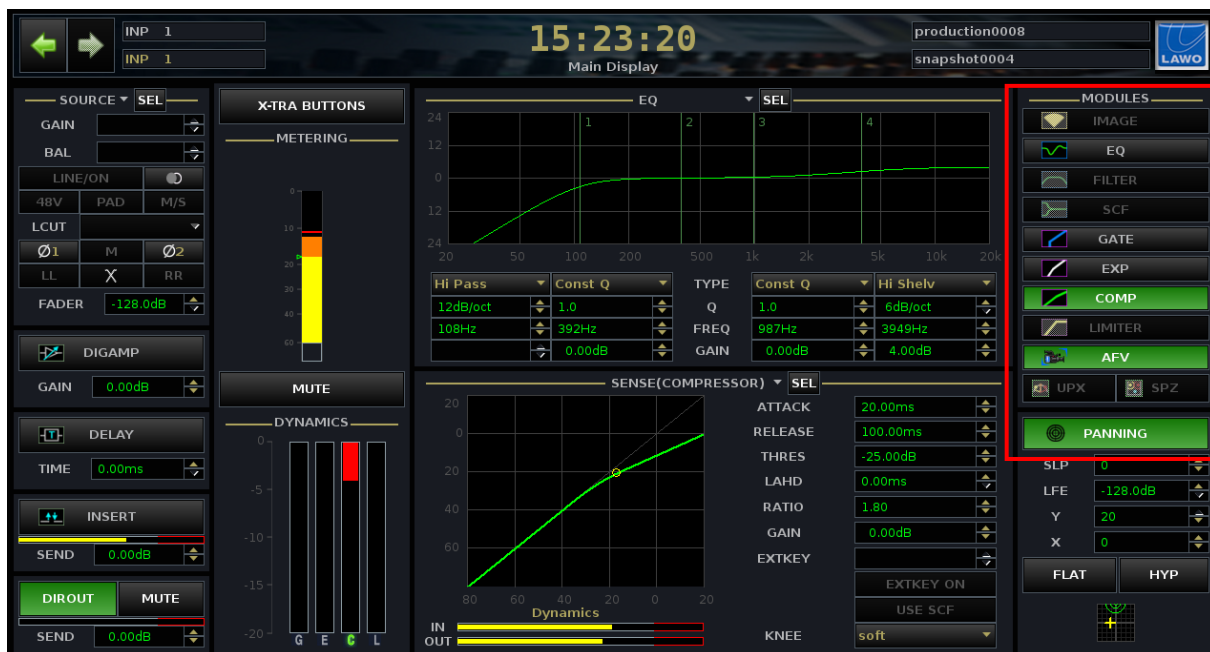 INP 1
INP 1
15:23:20
Main Display
production0008
snapshot0004
LAWO
SOURCE SEL
GAIN
BAL
LINE/ON
48V PAD M/S
LCUT
Ø1 M Ø2
LL X RR
FADER -128.0dB
DIGAMP
GAIN 0.00dB
DELAY
TIME 0.00ms
INSERT
SEND 0.00dB
DIROUT MUTE
SEND 0.00dB
X-TRA BUTTONS
METERING
0
10
20
30
40
60
MUTE
DYNAMICS
0
-5
-10
-15
-20
G E C L
EQ SEL
24 1 2 3 4
12
0
12
24
20 50 100 200 500 1k 2k 5k 10k 20k
Hi Pass Const Q TYPE Const Q Hi Shelv
12dB/oct 1.0 Q 1.0 6dB/oct
108Hz 392Hz FREQ 987Hz 3949Hz
0.00dB GAIN 0.00dB 4.00dB
SENSE(COMPRESSOR) SEL
20
0
20
40
60
80 60 40 20 0 20
Dynamics
IN
OUT
ATTACK 20.00ms
RELEASE 100.00ms
THRES -25.00dB
LAHD 0.00ms
RATIO 1.80
GAIN 0.00dB
EXTKEY
EXTKEY ON
USE SCF
KNEE soft
MODULES
IMAGE
EQ
FILTER
SCF
GATE
EXP
COMP
LIMITER
AFV
UPX SPZ
PANNING
SLP 0
LFE -128.0dB
Y 20
X 0
FLAT HYP